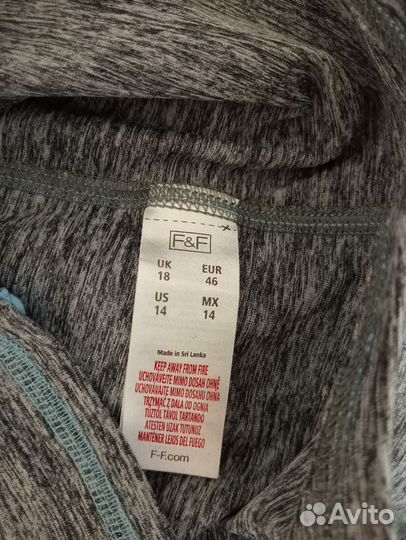 F&F
UK EUR
18 46
US MX
14 14
Made in Sri Lanka
KEEP AWAY FROM FIRE
UCHOVÁVEJTE MIMO DOSAH OHNĚ
UCHOVÁVAJTE MIMO DOSAHU OHŇA
TRZYMAĆ Z DALA OD OGNIA
TŰZTŐL TÁVOL TARTANDÓ
ATEŞTEN UZAK TUTUNUZ
MANTENER LEJOS DEL FUEGO
F-F.com
Avito